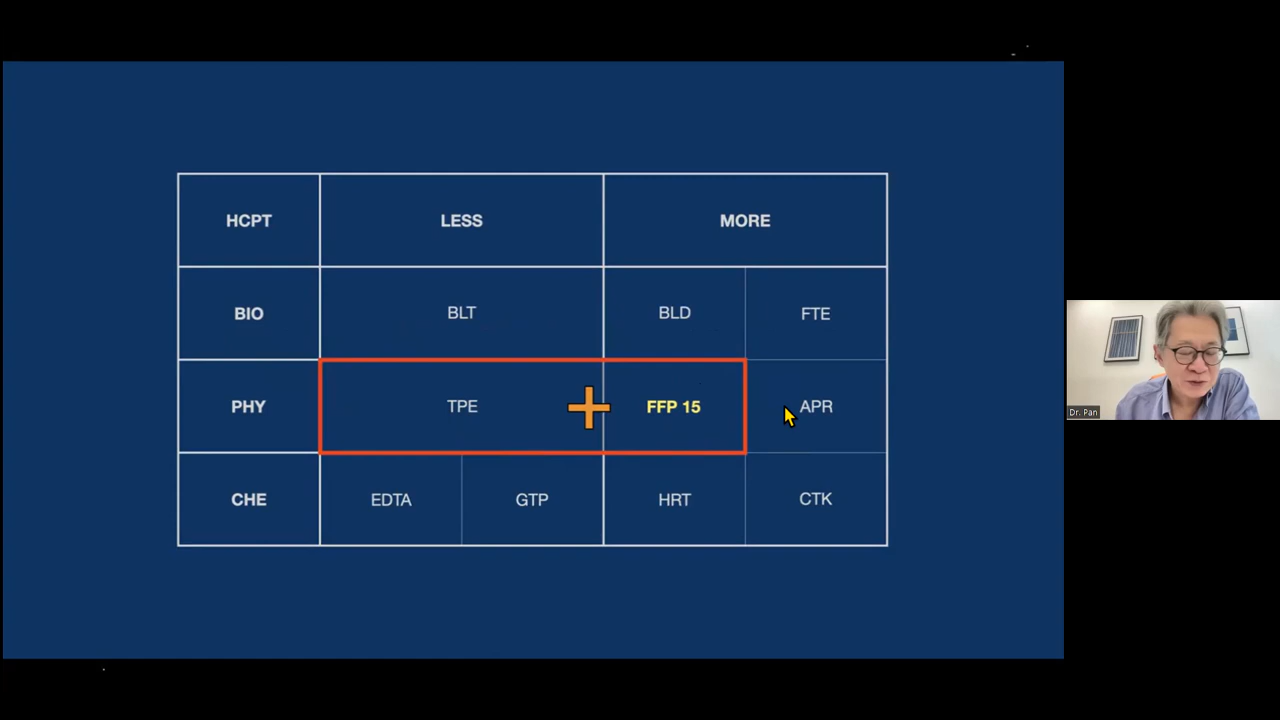 HCPT LESS MORE
BIO BLT BLD FTE
PHY TPE FFP 15 APR
CHE EDTA GTP HRT CTK
Dr. Pan